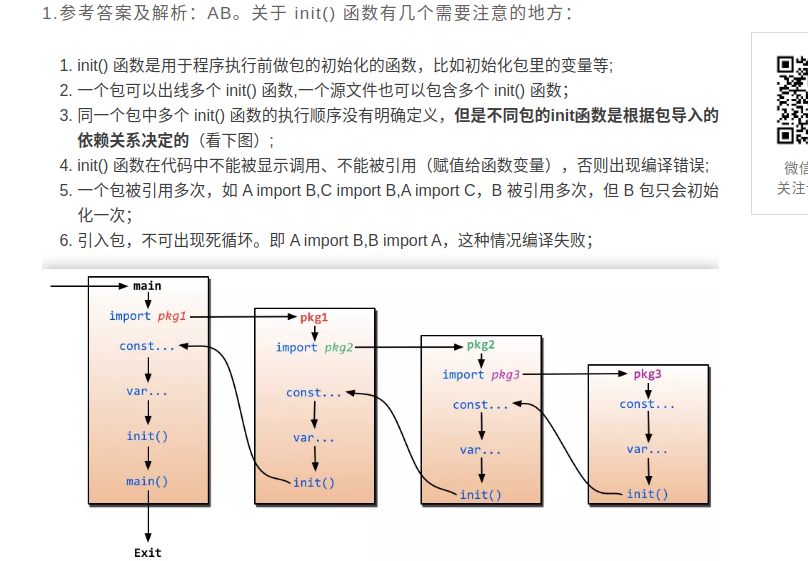 1.参考答案及解析：AB。关于 init() 函数有几个需要注意的地方：
1. init() 函数是用于程序执行前做包的初始化的函数，比如初始化包里的变量等;
2. 一个包可以出线多个 init() 函数,一个源文件也可以包含多个 init() 函数；
3. 同一个包中多个 init() 函数的执行顺序没有明确定义，但是不同包的init函数是根据包导入的
依赖关系决定的（看下图）;
4. init() 函数在代码中不能被显示调用、不能被引用（赋值给函数变量）, 否则出现编译错误;
5. 一个包被引用多次，如 A import B,C import B,A import C，B 被引用多次，但 B 包只会初始
化一次；
6. 引入包，不可出现死循坏。即 A import B,B import A，这种情况编译失败；
微信
关注
main
import pkg1
const...
var...
init()
main()
Exit
pkg1
import pkg2
const...
var...
init()
pkg2
import pkg3
const...
var...
init()
pkg3
const...
var...
init()